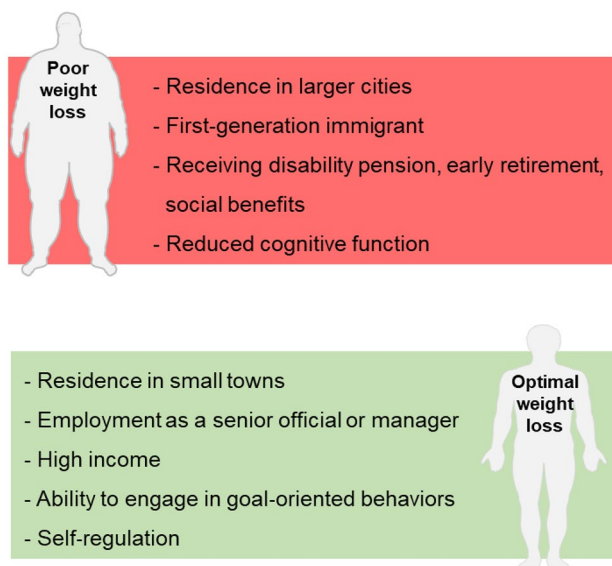 Poor
weight
loss
- Residence in larger cities
- First-generation immigrant
- Receiving disability pension, early retirement,
social benefits
- Reduced cognitive function
- Residence in small towns
- Employment as a senior official or manager
- High income
- Ability to engage in goal-oriented behaviors
- Self-regulation
Optimal
weight
loss